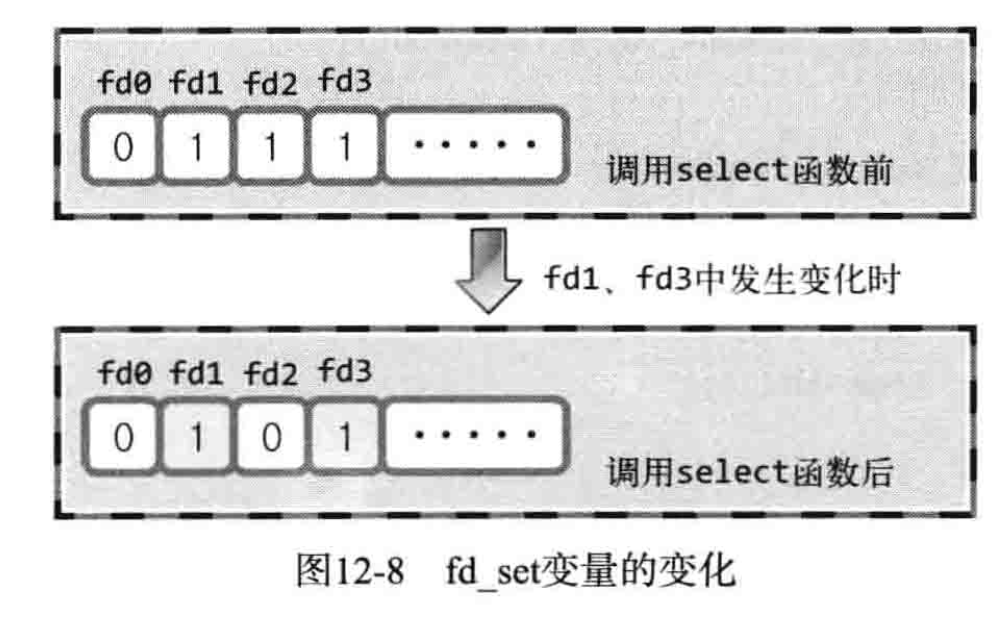 fd0 fd1 fd2 fd3
0 1 1 1 ·····
调用select函数前
fd1、fd3中发生变化时
fd0 fd1 fd2 fd3
0 1 0 1 ·····
调用select函数后
图12-8 fd_set变量的变化